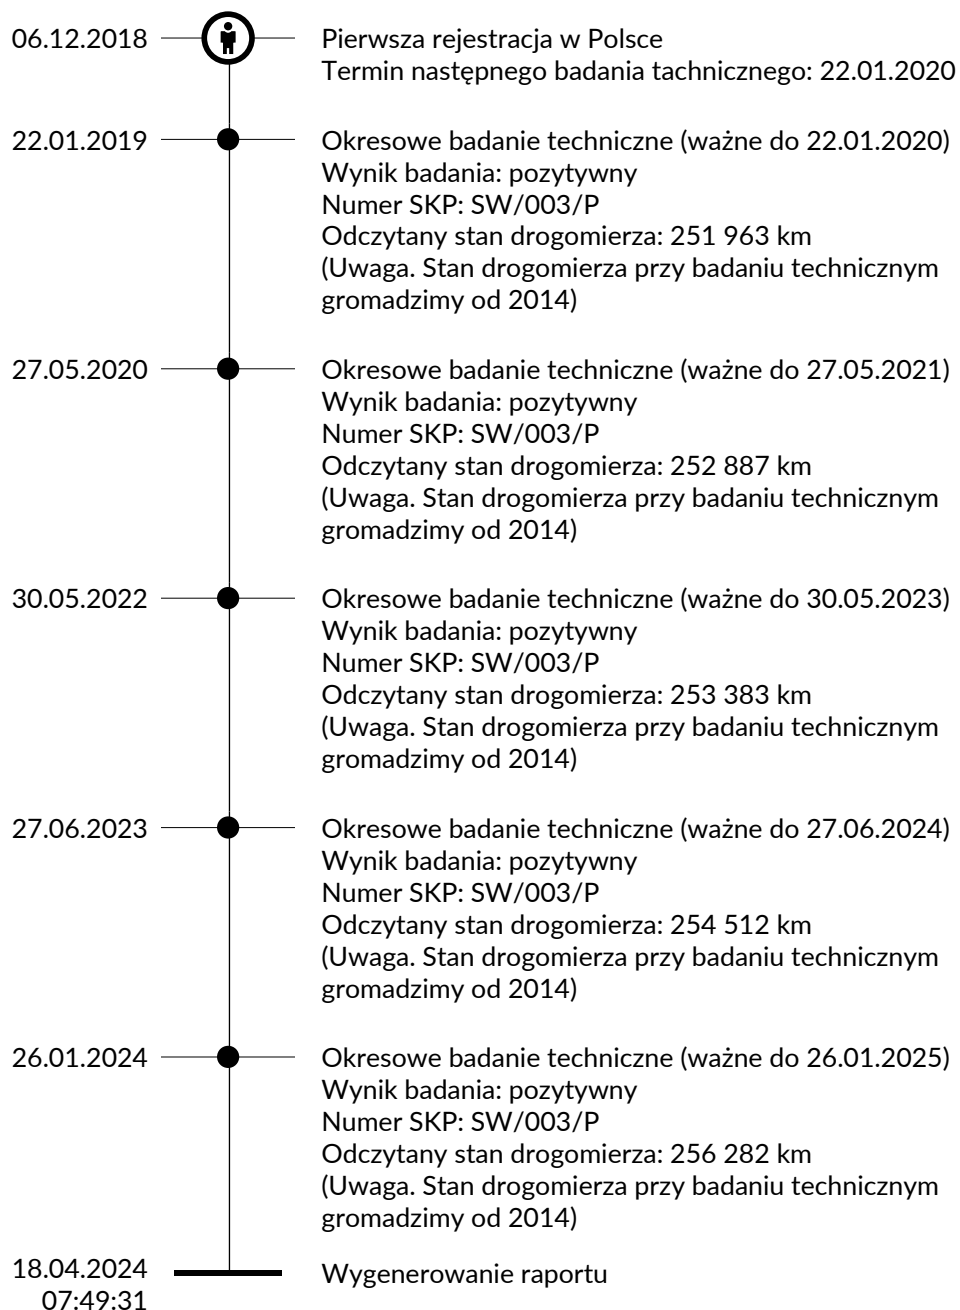 06.12.2018
Pierwsza rejestracja w Polsce
Termin następnego badania tachnicznego: 22.01.2020
22.01.2019
Okresowe badanie techniczne (ważne do 22.01.2020)
Wynik badania: pozytywny
Numer SKP: SW/003/P
Odczytany stan drogomierza: 251 963 km
(Uwaga. Stan drogomierza przy badaniu technicznym
gromadzimy od 2014)
27.05.2020
Okresowe badanie techniczne (ważne do 27.05.2021)
Wynik badania: pozytywny
Numer SKP: SW/003/P
Odczytany stan drogomierza: 252 887 km
(Uwaga. Stan drogomierza przy badaniu technicznym
gromadzimy od 2014)
30.05.2022
Okresowe badanie techniczne (ważne do 30.05.2023)
Wynik badania: pozytywny
Numer SKP: SW/003/P
Odczytany stan drogomierza: 253 383 km
(Uwaga. Stan drogomierza przy badaniu technicznym
gromadzimy od 2014)
27.06.2023
Okresowe badanie techniczne (ważne do 27.06.2024)
Wynik badania: pozytywny
Numer SKP: SW/003/P
Odczytany stan drogomierza: 254 512 km
(Uwaga. Stan drogomierza przy badaniu technicznym
gromadzimy od 2014)
26.01.2024
Okresowe badanie techniczne (ważne do 26.01.2025)
Wynik badania: pozytywny
Numer SKP: SW/003/P
Odczytany stan drogomierza: 256 282 km
(Uwaga. Stan drogomierza przy badaniu technicznym
gromadzimy od 2014)
18.04.2024
07:49:31
Wygenerowanie raportu